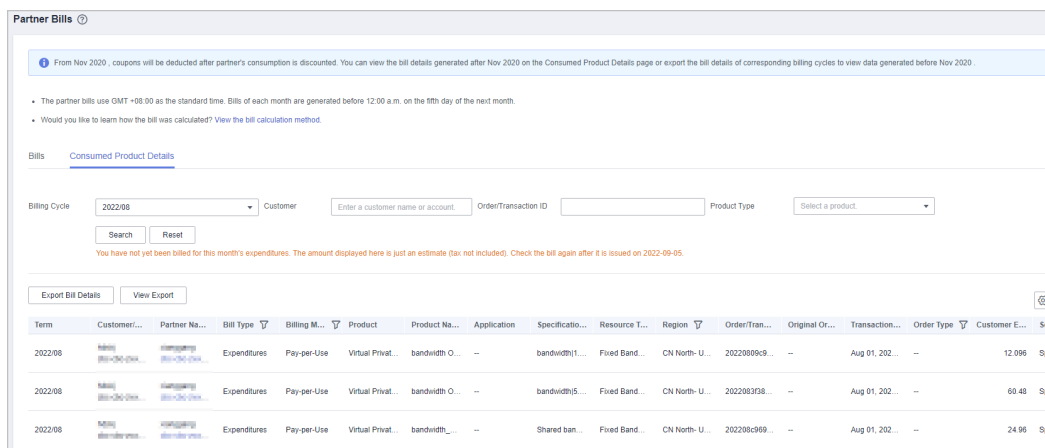 Partner Bills
From Nov 2020 , coupons will be deducted after partner's consumption is discounted. You can view the bill details generated after Nov 2020 on the Consumed Product Details page or export the bill details of corresponding billing cycles to view data generated before Nov 2020 .
• The partner bills use GMT +08:00 as the standard time. Bills of each month are generated before 12:00 a.m. on the fifth day of the next month.
• Would you like to learn how the bill was calculated? View the bill calculation method.
Bills Consumed Product Details
Billing Cycle 2022/08 Customer Enter a customer name or account. Order/Transaction ID Product Type Select a product.
Search Reset
You have not yet been billed for this month's expenditures. The amount displayed here is just an estimate (tax not included). Check the bill again after it is issued on 2022-09-05.
Export Bill Details View Export
Term Customer/... Partner Na... Bill Type Billing M... Product Product Na... Application Specificatio... Resource T... Region Order/Tran... Original Or... Transaction... Order Type Customer E...
2022/08 Expenditures Pay-per-Use Virtual Privat... bandwidth O... -- bandwidth|1.... Fixed Band... CN North- U... 20220809c9... -- Aug 01, 202... -- 12.096
2022/08 Expenditures Pay-per-Use Virtual Privat... bandwidth O... -- bandwidth|5.... Fixed Band... CN North- U... 2022083f38... -- Aug 01, 202... -- 60.48
2022/08 Expenditures Pay-per-Use Virtual Privat... bandwidth_... -- Shared ban... Fixed Band... CN North- U... 202208c969... -- Aug 01, 202... -- 24.96